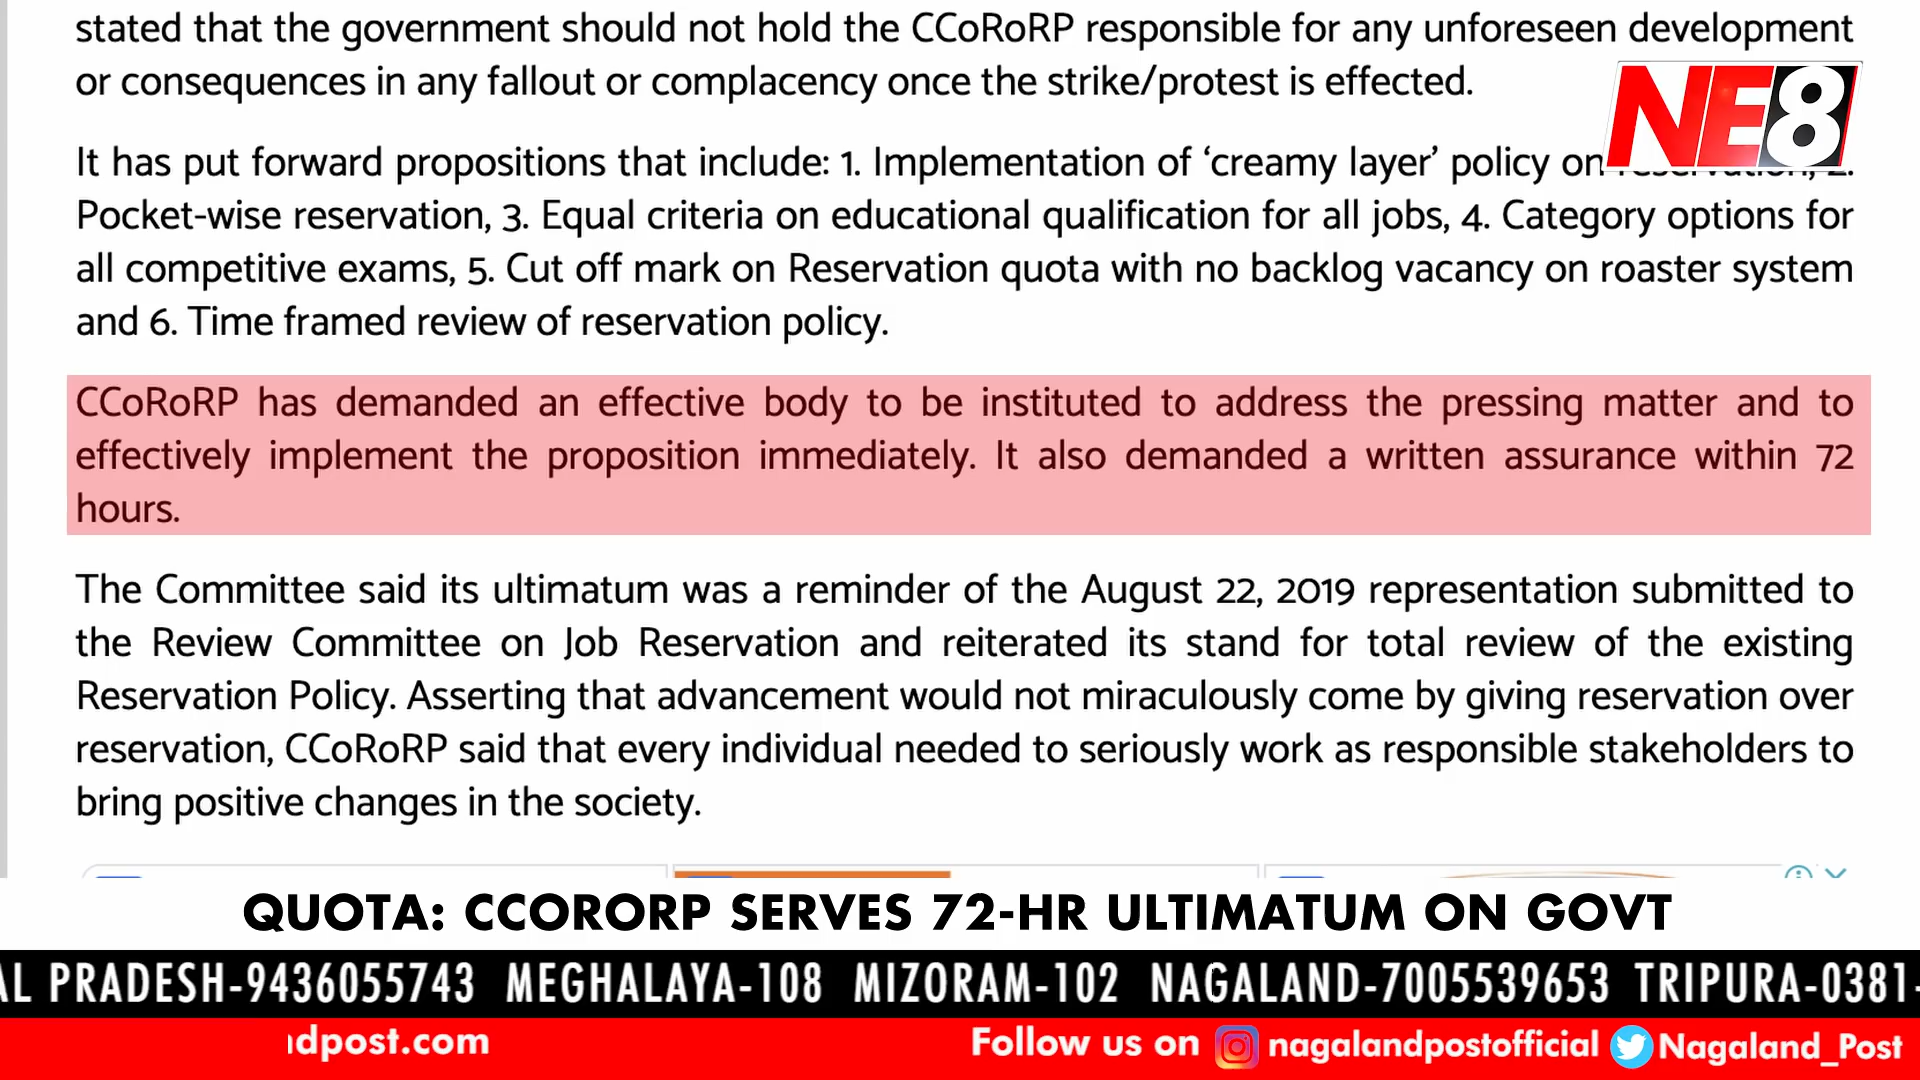 stated that the government should not hold the CCoRoRP responsible for any unforeseen development
or consequences in any fallout or complacency once the strike/protest is effected.
NE8
It has put forward propositions that include: 1. Implementation of ‘creamy layer’ policy on reservation, 2.
Pocket-wise reservation, 3. Equal criteria on educational qualification for all jobs, 4. Category options for
all competitive exams, 5. Cut off mark on Reservation quota with no backlog vacancy on roaster system
and 6. Time framed review of reservation policy.
CCoRoRP has demanded an effective body to be instituted to address the pressing matter and to
effectively implement the proposition immediately. It also demanded a written assurance within 72
hours.
The Committee said its ultimatum was a reminder of the August 22, 2019 representation submitted to
the Review Committee on Job Reservation and reiterated its stand for total review of the existing
Reservation Policy. Asserting that advancement would not miraculously come by giving reservation over
reservation, CCoRoRP said that every individual needed to seriously work as responsible stakeholders to
bring positive changes in the society.
QUOTA: CCORORP SERVES 72-HR ULTIMATUM ON GOVT
AL PRADESH-9436055743 MEGHALAYA-108 MIZORAM-102 NAGALAND-7005539653 TRIPURA-0381-
ndpost.com Follow us on nagalandpostofficial Nagaland_Post